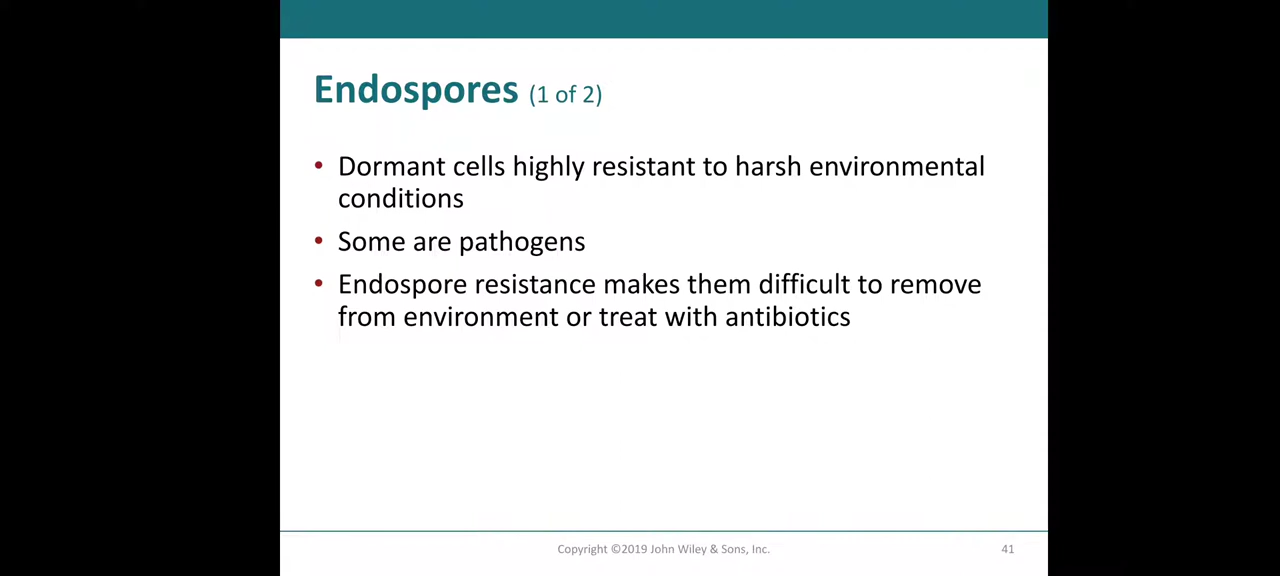 Endospores (1 of 2)
• Dormant cells highly resistant to harsh environmental
conditions
• Some are pathogens
• Endospore resistance makes them difficult to remove
from environment or treat with antibiotics
Copyright ©2019 John Wiley & Sons, Inc.
41